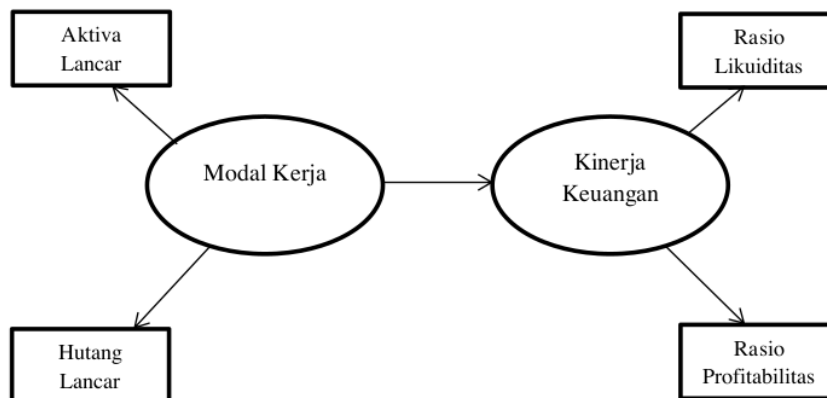 Aktiva
Lancar
Rasio
Likuiditas
Modal Kerja
Kinerja
Keuangan
Hutang
Lancar
Rasio
Profitabilitas